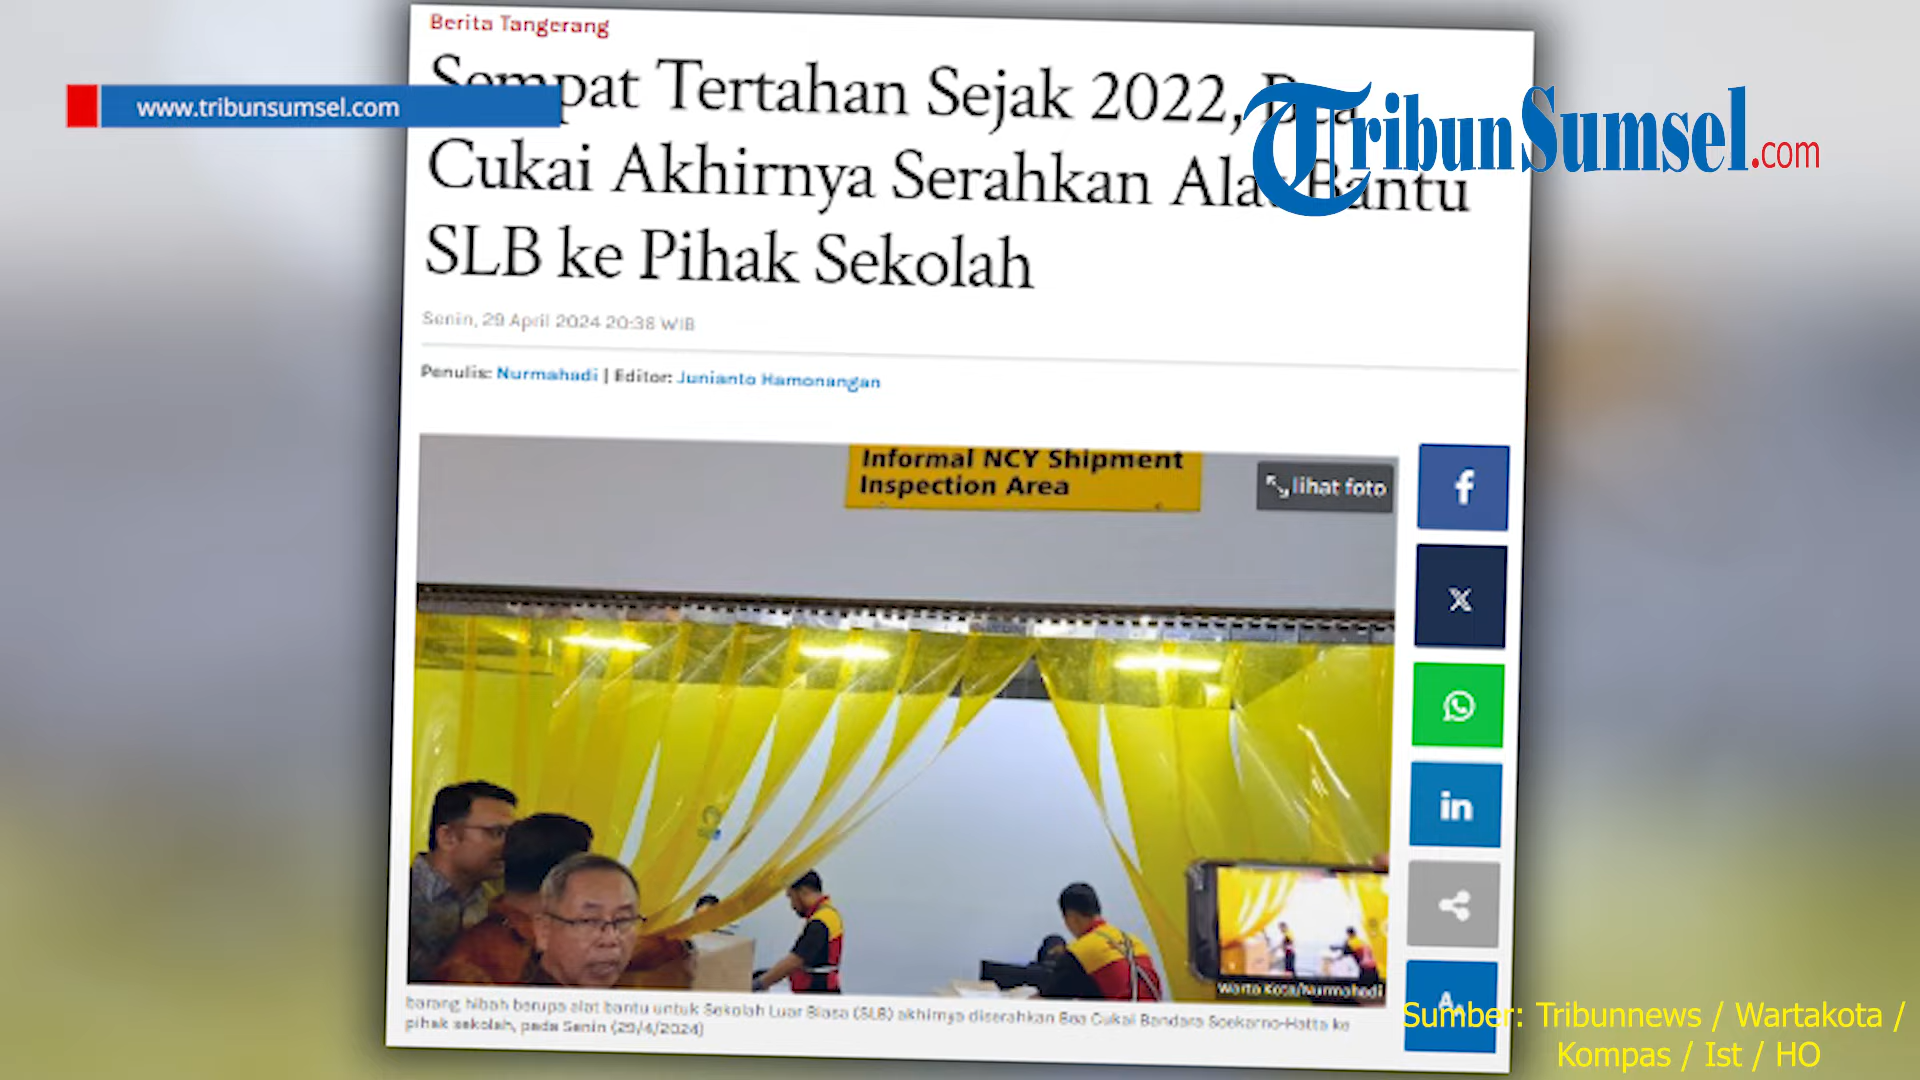 Berita Tangerang
Sempat Tertahan Sejak 2022, Bea
Cukai Akhirnya Serahkan Alat Bantu
SLB ke Pihak Sekolah
www.tribunsumsel.com
TribunSumsel.com
Senin, 29 April 2024 20:38 WIB
Penulis: Nurmahadi | Editor: Junianto Hamonangan
Informal NCY Shipment
Inspection Area
lihat foto
Warta Kota/Nurmahadi
barang hibah berupa alat bantu untuk Sekolah Luar Biasa (SLB) akhirnya diserahkan Bea Cukai Bandara Soekarno-Hatta ke
pihak sekolah, pada Senin (29/4/2024)
Sumber: Tribunnews / Wartakota /
Kompas / Ist / HO